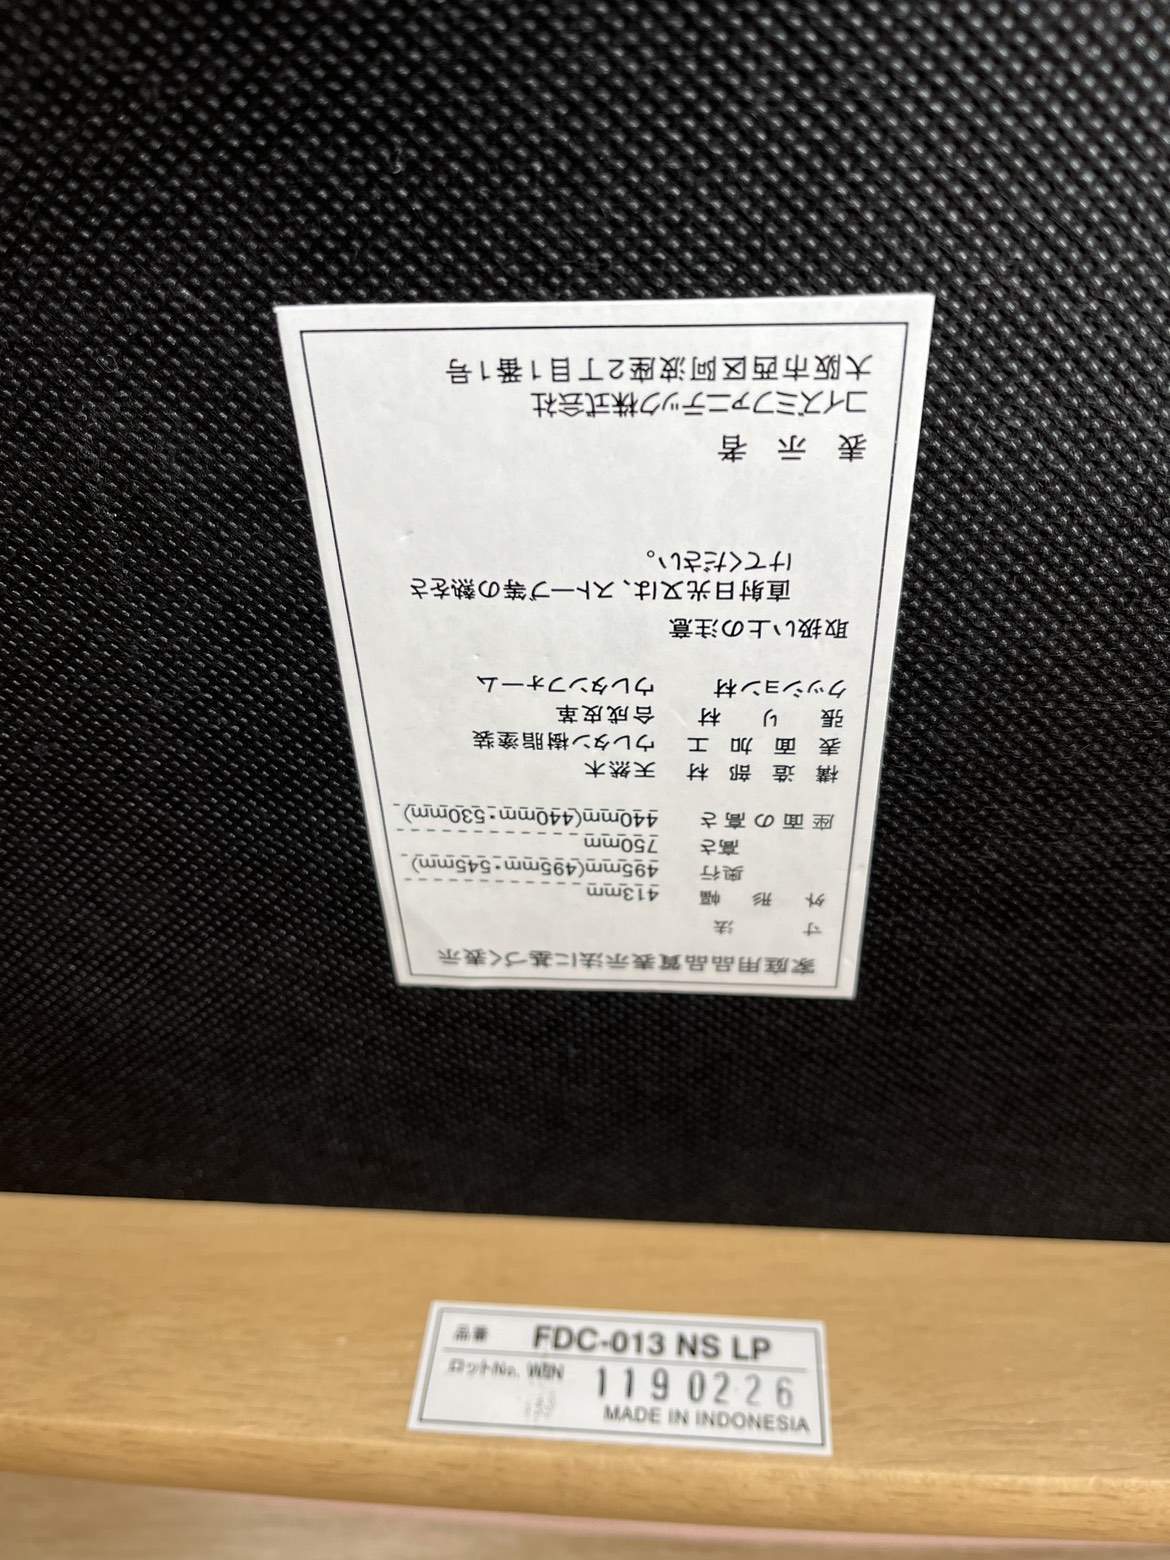 家庭用品品質表示法に基づく表示
寸法
外形 幅 413mm
奥行 495mm(495mm・545mm)
高さ 750mm
座面の高さ 440mm(440mm・530mm)
構造部材 天然木
表面加工 ウレタン樹脂塗装
張り材 合成皮革
クッション材 ウレタンフォーム
取扱い上の注意
直射日光又は、ストーブ等の熱をさ
けてください。
表示者
コイズミファニテック株式会社
大阪市西区阿波座2丁目1番1号
品番 FDC-013 NS LP
ロットNo. 1190226
MADE IN INDONESIA